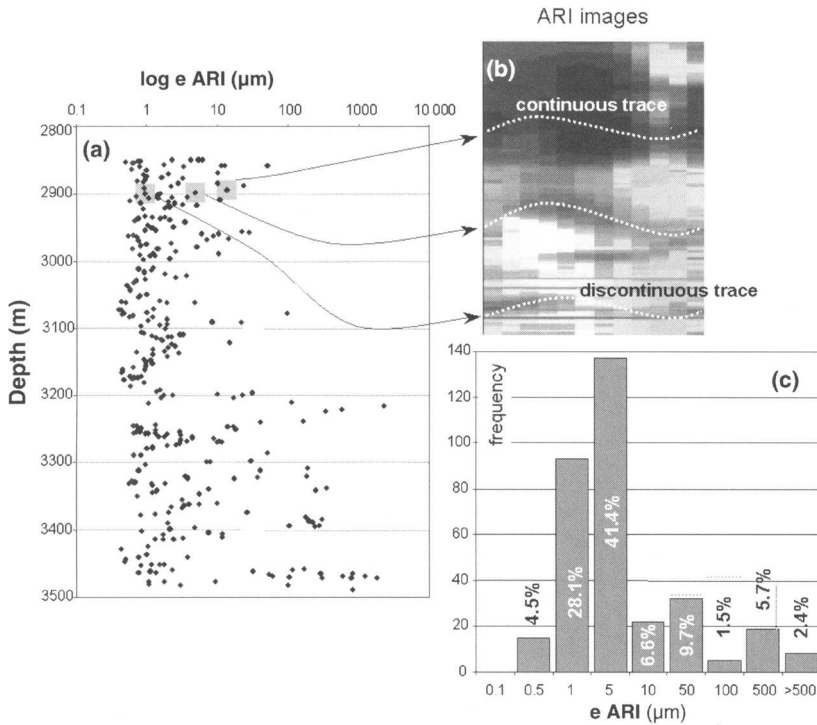 ARI images
log e ARI (μm)
0.1 1 10 100 1000 10 000
(a)
Depth (m)
2800
2900
3000
3100
3200
3300
3400
3500
(b)
continuous trace
discontinuous trace
(c)
frequency
140
120
100
80
60
40
20
0
4.5%
28.1%
41.4%
6.6%
9.7%
1.5%
5.7%
2.4%
0.1 0.5 1 5 10 50 100 500 >500
e ARI (μm)